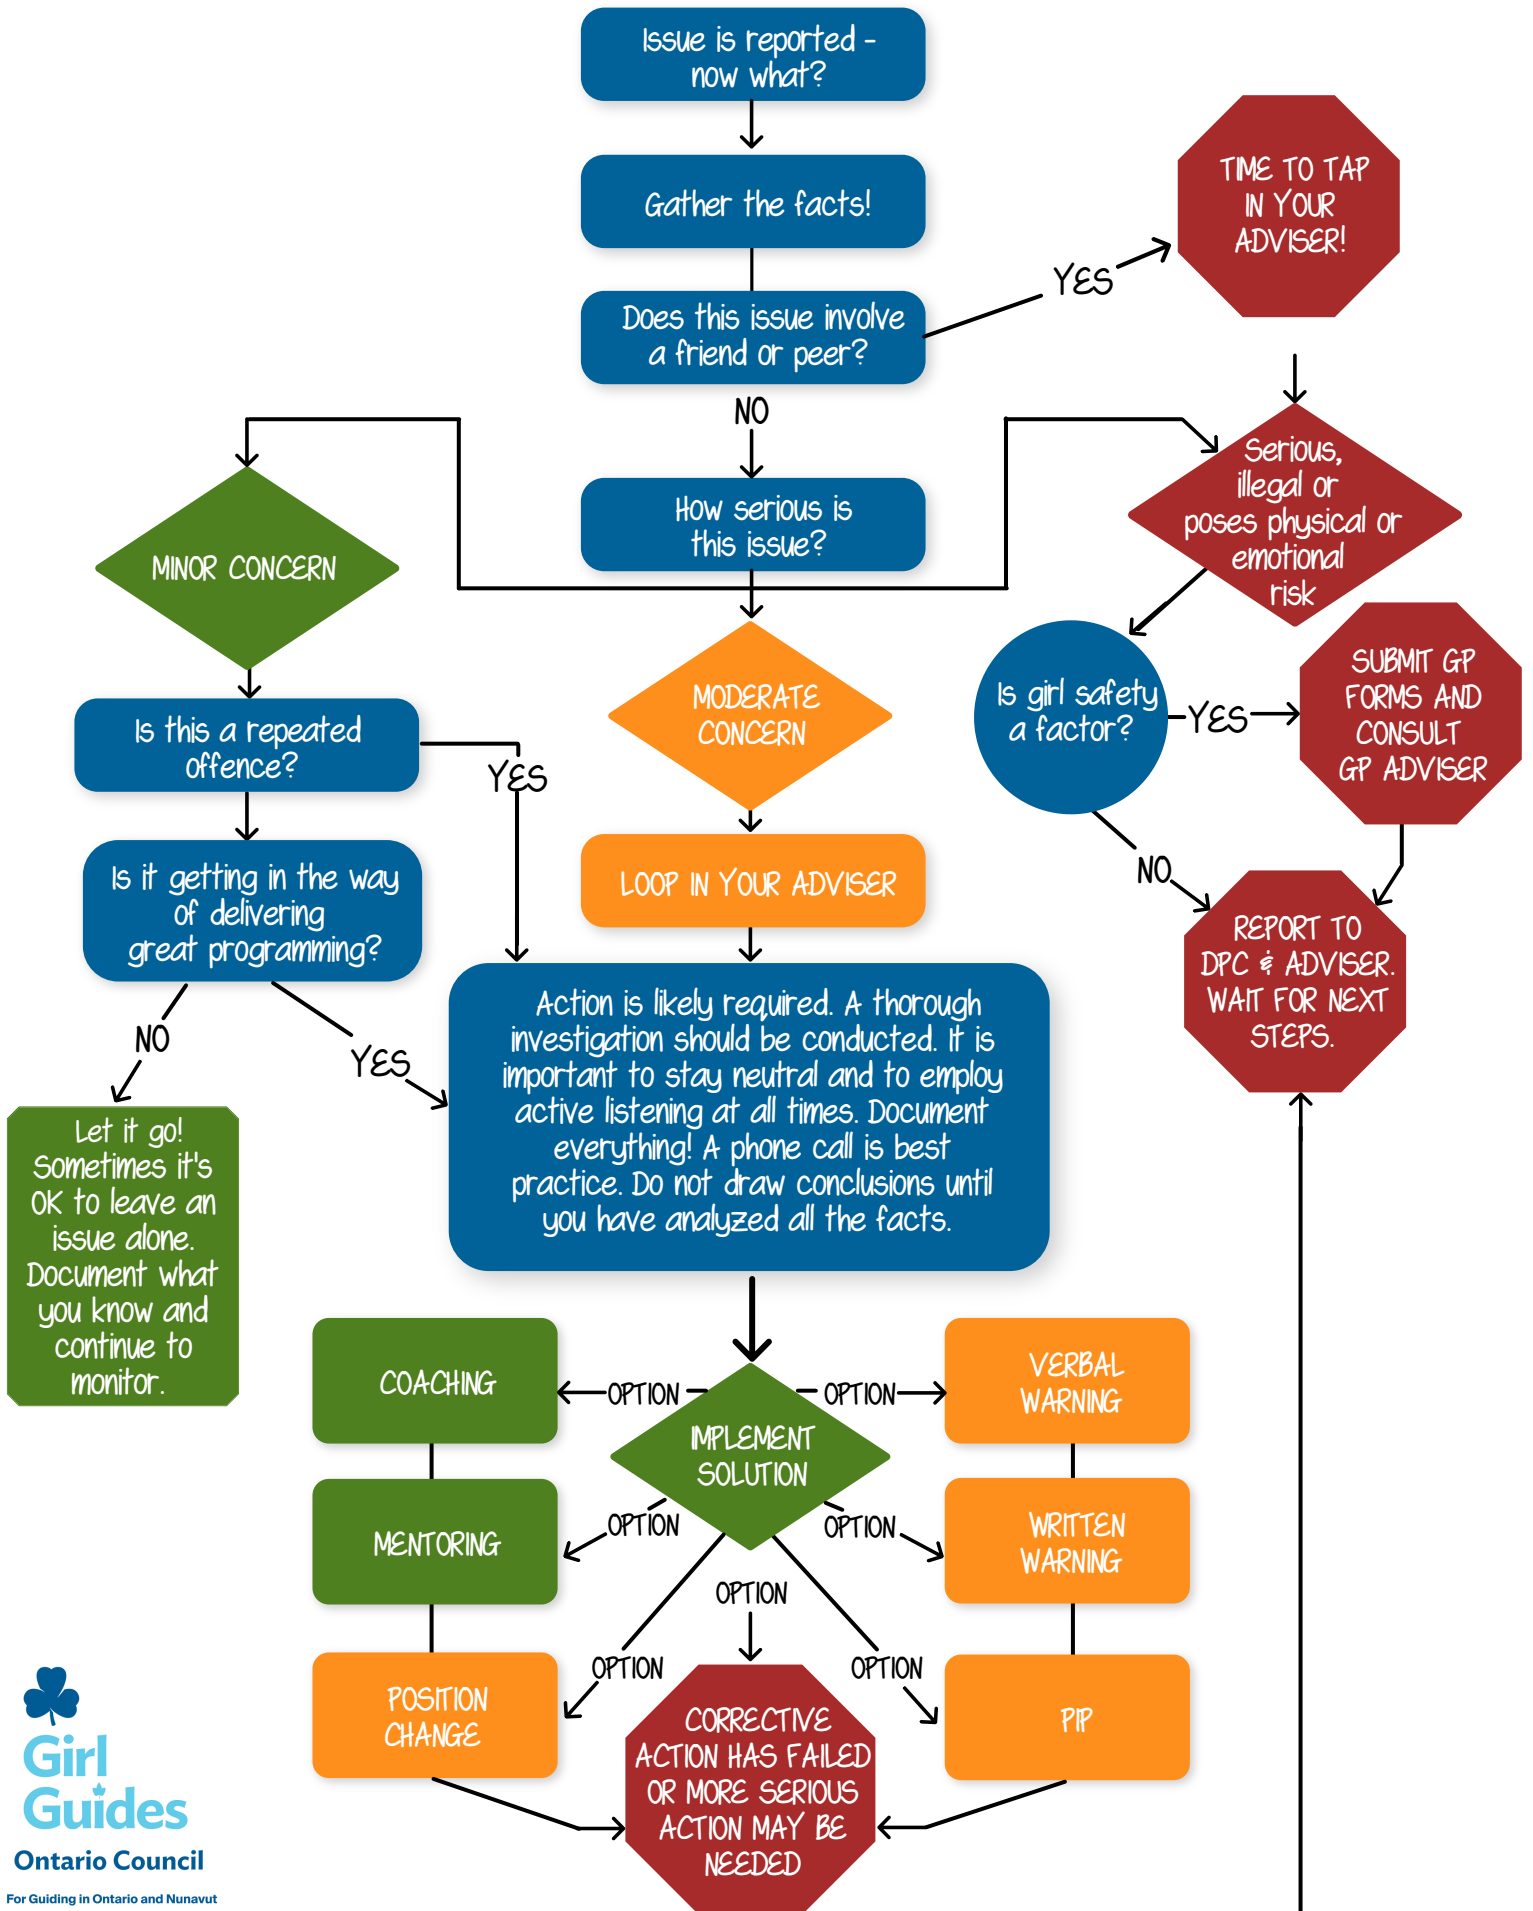 Issue is reported -
now what?
Gather the facts!
TIME TO TAP
IN YOUR
ADVISER!
Does this issue involve
a friend or peer?
YES
NO
How serious is
this issue?
Serious,
illegal or
poses physical or
emotional
risk
MINOR CONCERN
MODERATE
CONCERN
Is girl safety
a factor?
YES
SUBMIT GP
FORMS AND
CONSULT
GP ADVISER
NO
REPORT TO
DPC & ADVISER.
WAIT FOR NEXT
STEPS.
Is this a repeated
offence?
YES
Is it getting in the way
of delivering
great programming?
NO
YES
LOOP IN YOUR ADVISER
Let it go!
Sometimes it's
OK to leave an
issue alone.
Document what
you know and
continue to
monitor.
Action is likely required. A thorough
investigation should be conducted. It is
important to stay neutral and to employ
active listening at all times. Document
everything! A phone call is best
practice. Do not draw conclusions until
you have analyzed all the facts.
IMPLEMENT
SOLUTION
OPTION
COACHING
OPTION
VERBAL
WARNING
OPTION
MENTORING
OPTION
WRITTEN
WARNING
OPTION
OPTION
POSITION
CHANGE
OPTION
PIP
CORRECTIVE
ACTION HAS FAILED
OR MORE SERIOUS
ACTION MAY BE
NEEDED
Girl
Guides
Ontario Council
For Guiding in Ontario and Nunavut